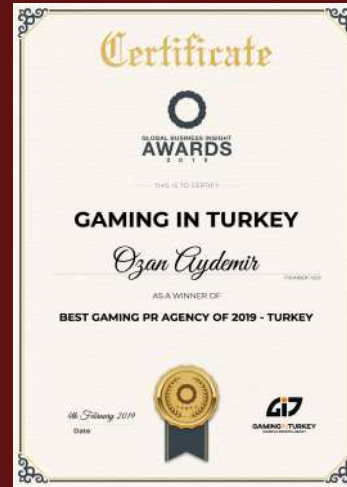 Certificate
GLOBAL BUSINESS INSIGHT
AWARDS
2019
THIS IS TO CERTIFY
GAMING IN TURKEY
Ozan Aydemir
AS A WINNER OF
BEST GAMING PR AGENCY OF 2019 - TURKEY
4th February 2019
Date
GAMING IN TURKEY